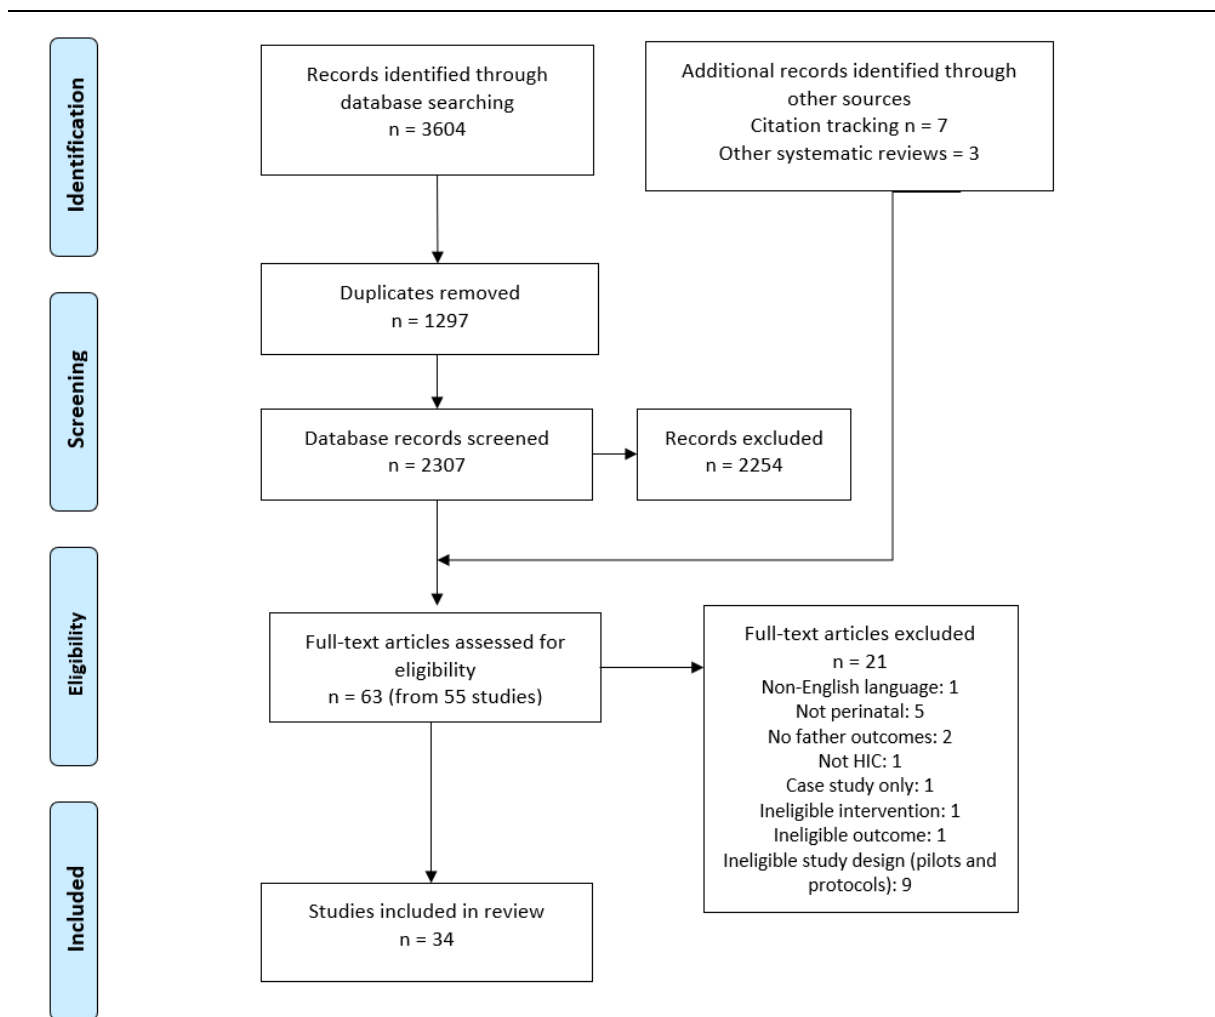 Identification
Records identified through
database searching
n = 3604
Additional records identified through
other sources
Citation tracking n = 7
Other systematic reviews = 3
Screening
Duplicates removed
n = 1297
Database records screened
n = 2307
Records excluded
n = 2254
Eligibility
Full-text articles assessed for
eligibility
n = 63 (from 55 studies)
Full-text articles excluded
n = 21
Non-English language: 1
Not perinatal: 5
No father outcomes: 2
Not HIC: 1
Case study only: 1
Ineligible intervention: 1
Ineligible outcome: 1
Ineligible study design (pilots and
protocols): 9
Included
Studies included in review
n = 34